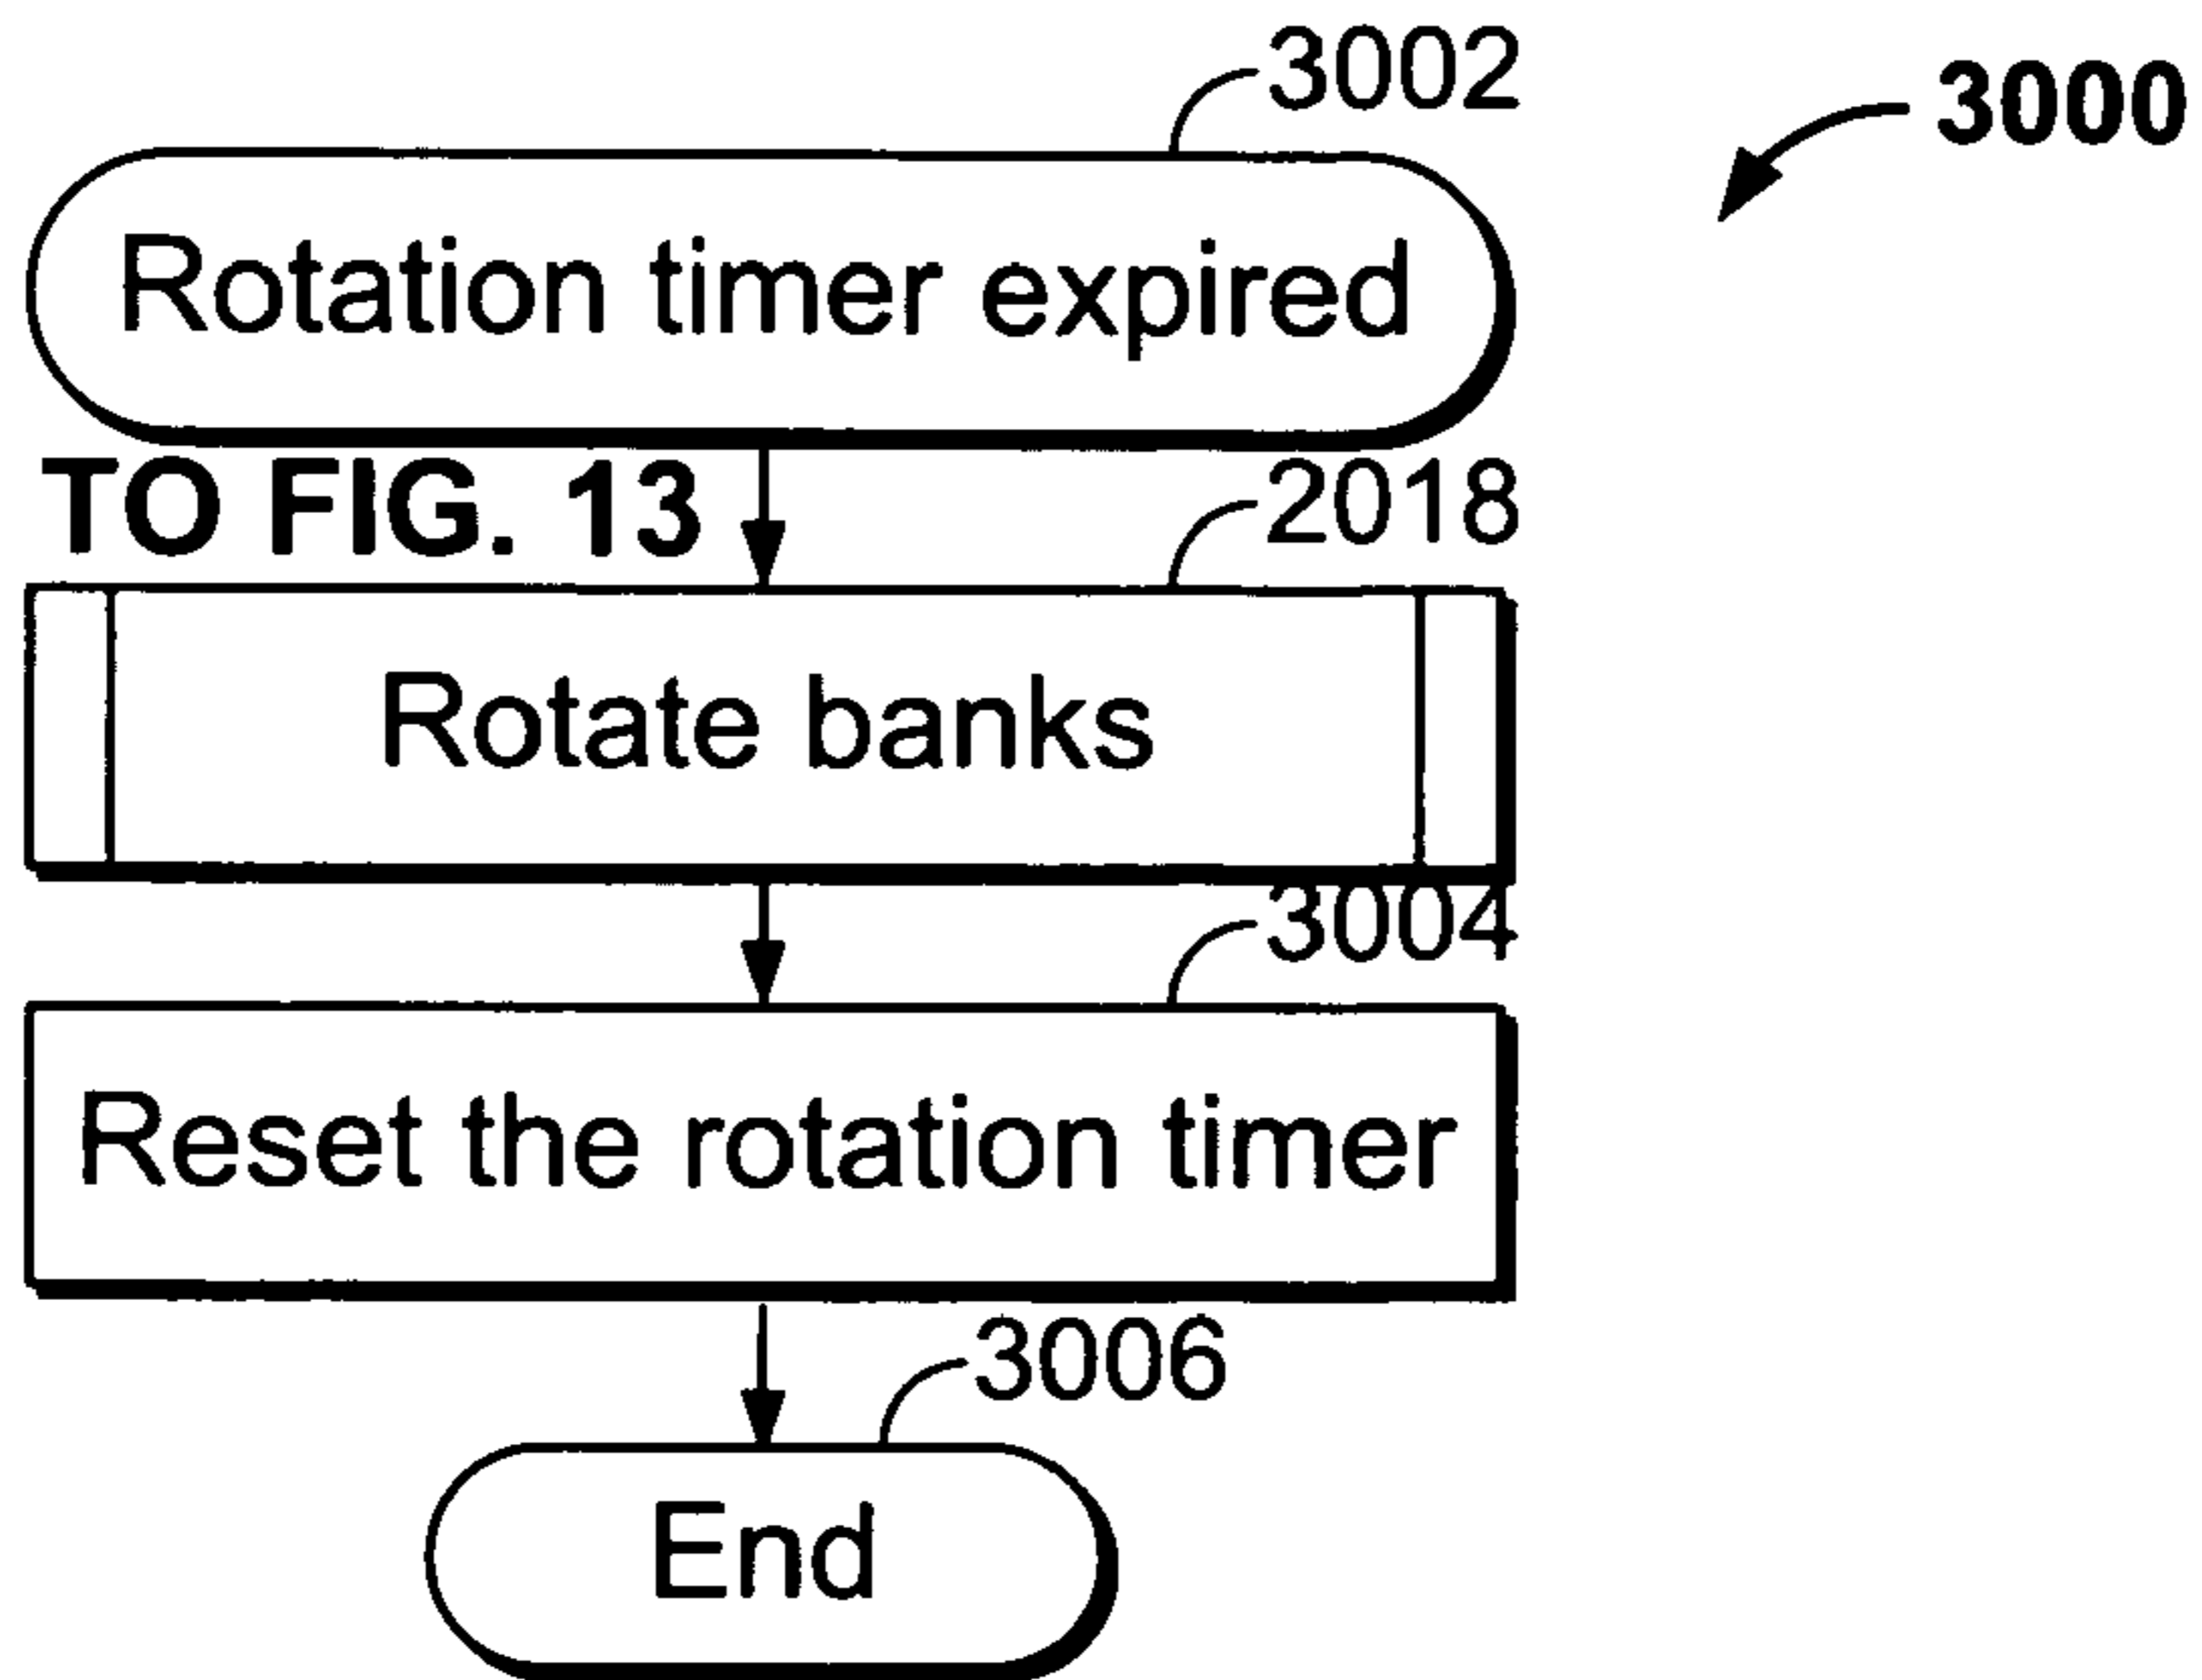 3002
3000
Rotation timer expired
TO FIG. 13
2018
Rotate banks
3004
Reset the rotation timer
3006
End